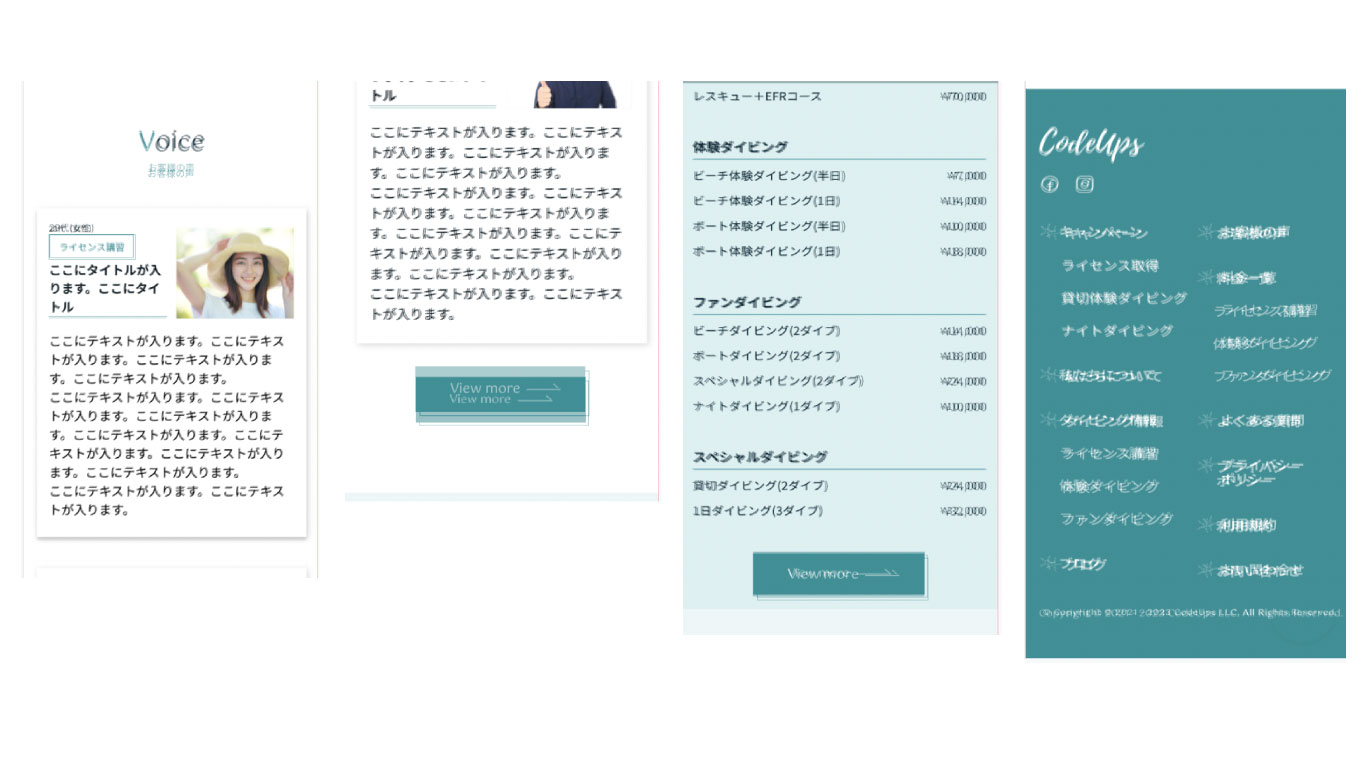 Voice
お客様の声
20代(女性)
ライセンス講習
ここにタイトルが入
ります。ここにタイ
トル
ここにテキストが入ります。ここにテキス
トが入ります。ここにテキストが入りま
す。ここにテキストが入ります。
ここにテキストが入ります。ここにテキス
トが入ります。ここにテキストが入りま
す。ここにテキストが入ります。ここにテ
キストが入ります。ここにテキストが入り
ます。ここにテキストが入ります。
ここにテキストが入ります。ここにテキス
トが入ります。
トル
ここにテキストが入ります。ここにテキス
トが入ります。ここにテキストが入りま
す。ここにテキストが入ります。
ここにテキストが入ります。ここにテキス
トが入ります。ここにテキストが入りま
す。ここにテキストが入ります。ここにテ
キストが入ります。ここにテキストが入り
ます。ここにテキストが入ります。
ここにテキストが入ります。ここにテキス
トが入ります。
View more
View more
レスキュー+EFRコース
体験ダイビング
ビーチ体験ダイビング(半日)
ビーチ体験ダイビング(1日)
ボート体験ダイビング(半日)
ボート体験ダイビング(1日)
ファンダイビング
ビーチダイビング(2ダイブ)
ボートダイビング(2ダイブ)
スペシャルダイビング(2ダイブ)
ナイトダイビング(1ダイブ)
スペシャルダイビング
貸切ダイビング(2ダイブ)
1日ダイビング(3ダイブ)
View more
CodeUps
キャンペーン
ライセンス取得
貸切体験ダイビング
ナイトダイビング
私たちについて
ダイビング情報
ライセンス講習
体験ダイビング
ファンダイビング
ブログ
お客様の声
料金一覧
ライセンス講習
体験ダイビング
ファンダイビング
よくある質問
プライバシー
ポリシー
利用規約
お問い合わせ
CodeUps LLC. All Rights Reserved.